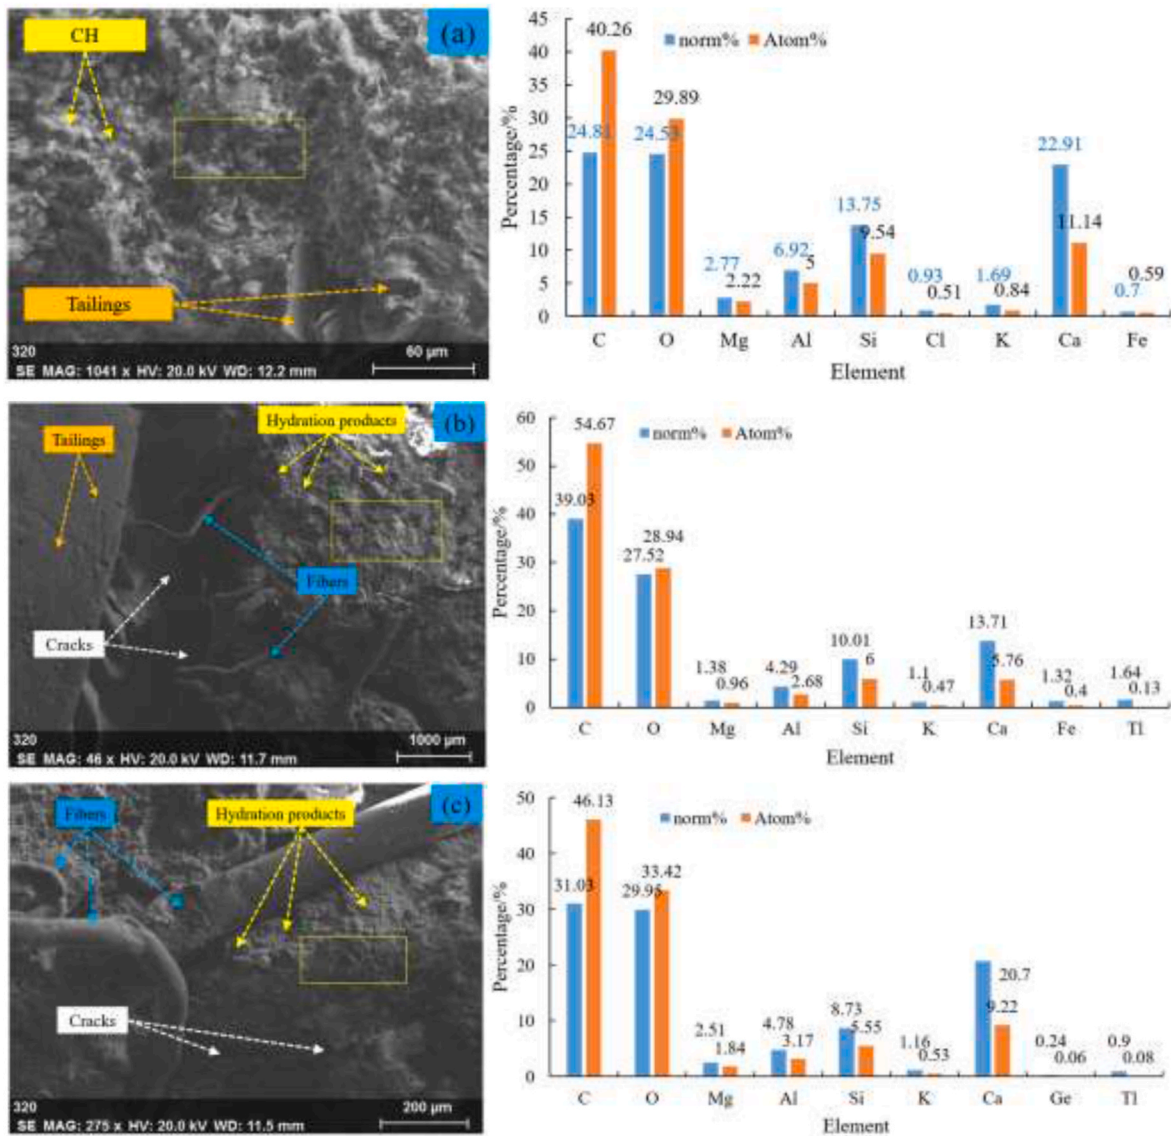 CH
(a)
Tailings
320
60 μm
SE MAG: 1041 x HV: 20.0 kV WD: 12.2 mm
norm% Atom%
Percentage/%
45
40
35
30
25
20
15
10
5
0
40.26
29.89
24.81
24.53
22.91
13.75
9.54
11.14
6.92
5
2.77
2.22
0.93
0.51
1.69
0.84
0.7
0.59
C O Mg Al Si Cl K Ca Fe
Element
Hydration products
(b)
Tailings
Fibers
Cracks
320
1000 μm
SE MAG: 46 x HV: 20.0 kV WD: 11.7 mm
norm% Atom%
Percentage/%
60
50
40
30
20
10
0
54.67
39.03
28.94
27.52
1.38
0.96
4.29
2.68
10.01
6
1.1
0.47
13.71
5.76
1.32
0.4
1.64
0.13
C O Mg Al Si K Ca Fe Tl
Element
Fibers
Hydration products
(c)
Cracks
320
200 μm
SE MAG: 275 x HV: 20.0 kV WD: 11.5 mm
norm% Atom%
Percentage/%
50
40
30
20
10
0
46.13
31.03
33.42
29.95
2.51
1.84
4.78
3.17
8.73
5.55
1.16
0.53
20.7
9.22
0.24
0.06
0.9
0.08
C O Mg Al Si K Ca Ge Tl
Element